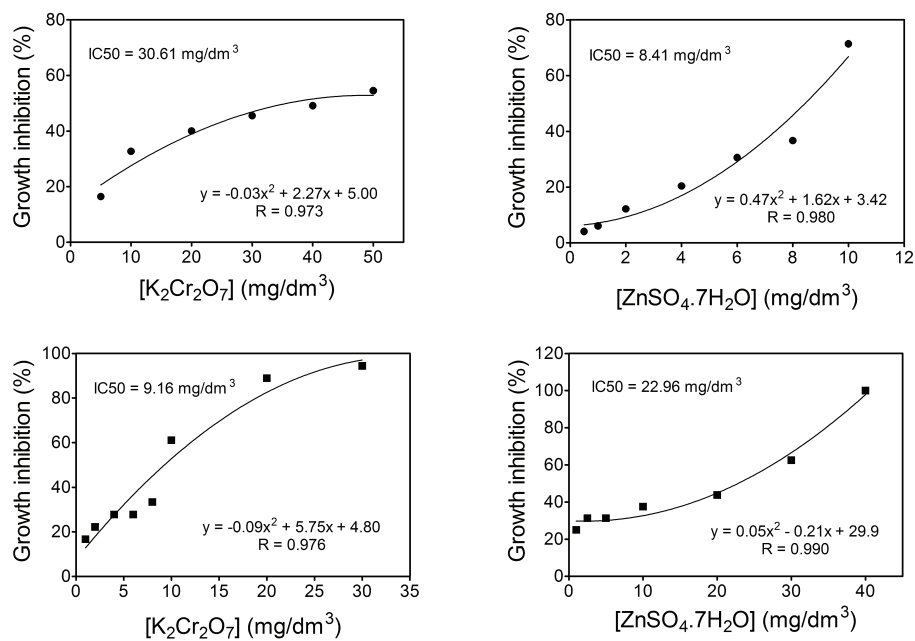 80
60
40
20
0
Growth inhibition (%)
IC50 = 30.61 mg/dm³
y = -0.03x² + 2.27x + 5.00
R = 0.973
0 10 20 30 40 50
[K₂Cr₂O₇] (mg/dm³)
80
60
40
20
0
Growth inhibition (%)
IC50 = 8.41 mg/dm³
y = 0.47x² + 1.62x + 3.42
R = 0.980
0 2 4 6 8 10 12
[ZnSO₄.7H₂O] (mg/dm³)
100
80
60
40
20
0
Growth inhibition (%)
IC50 = 9.16 mg/dm³
y = -0.09x² + 5.75x + 4.80
R = 0.976
0 5 10 15 20 25 30 35
[K₂Cr₂O₇] (mg/dm³)
120
100
80
60
40
20
0
Growth inhibition (%)
IC50 = 22.96 mg/dm³
y = 0.05x² - 0.21x + 29.9
R = 0.990
0 10 20 30 40
[ZnSO₄.7H₂O] (mg/dm³)